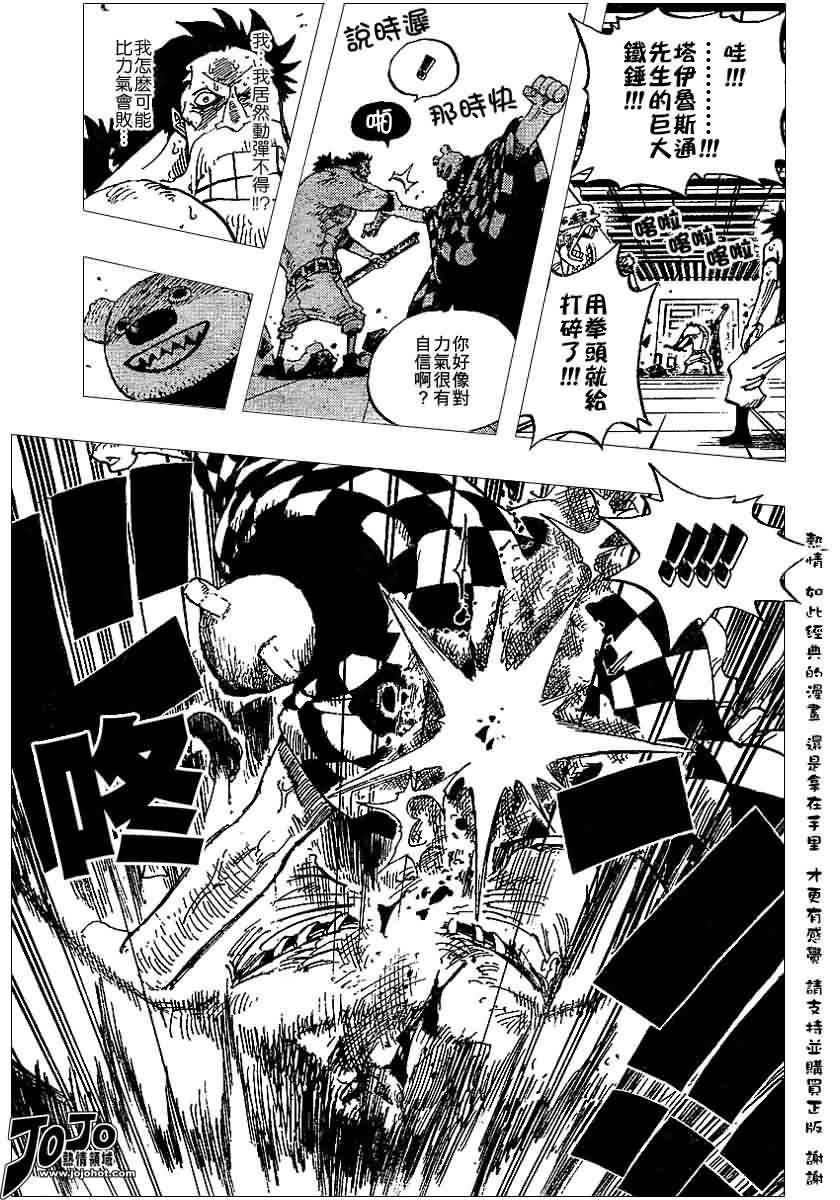 哇!!!
⋯⋯⋯⋯
塔伊魯斯通!!!
先生的巨大
鐵錘!!!
喀啦
喀啦
喀啦
用拳頭就給
打碎了!!!
說時遲
!
那時快
啪
你好像對
力氣很有
自信啊?
我⋯我居然動彈不得!!?
我怎麼可能
比力氣會敗⋯
!!!!
咚
熱情 如此經典的漫畫 還是拿在手里 才更有感覺 請支持並購買正版 謝謝
JOJO
熱情領域
www.jojohot.com